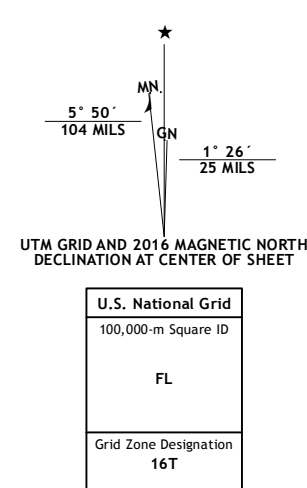 ★
MN.
5° 50´
104 MILS
GN
1° 26´
25 MILS
UTM GRID AND 2016 MAGNETIC NORTH
DECLINATION AT CENTER OF SHEET
U.S. National Grid
100,000-m Square ID
FL
Grid Zone Designation
16T